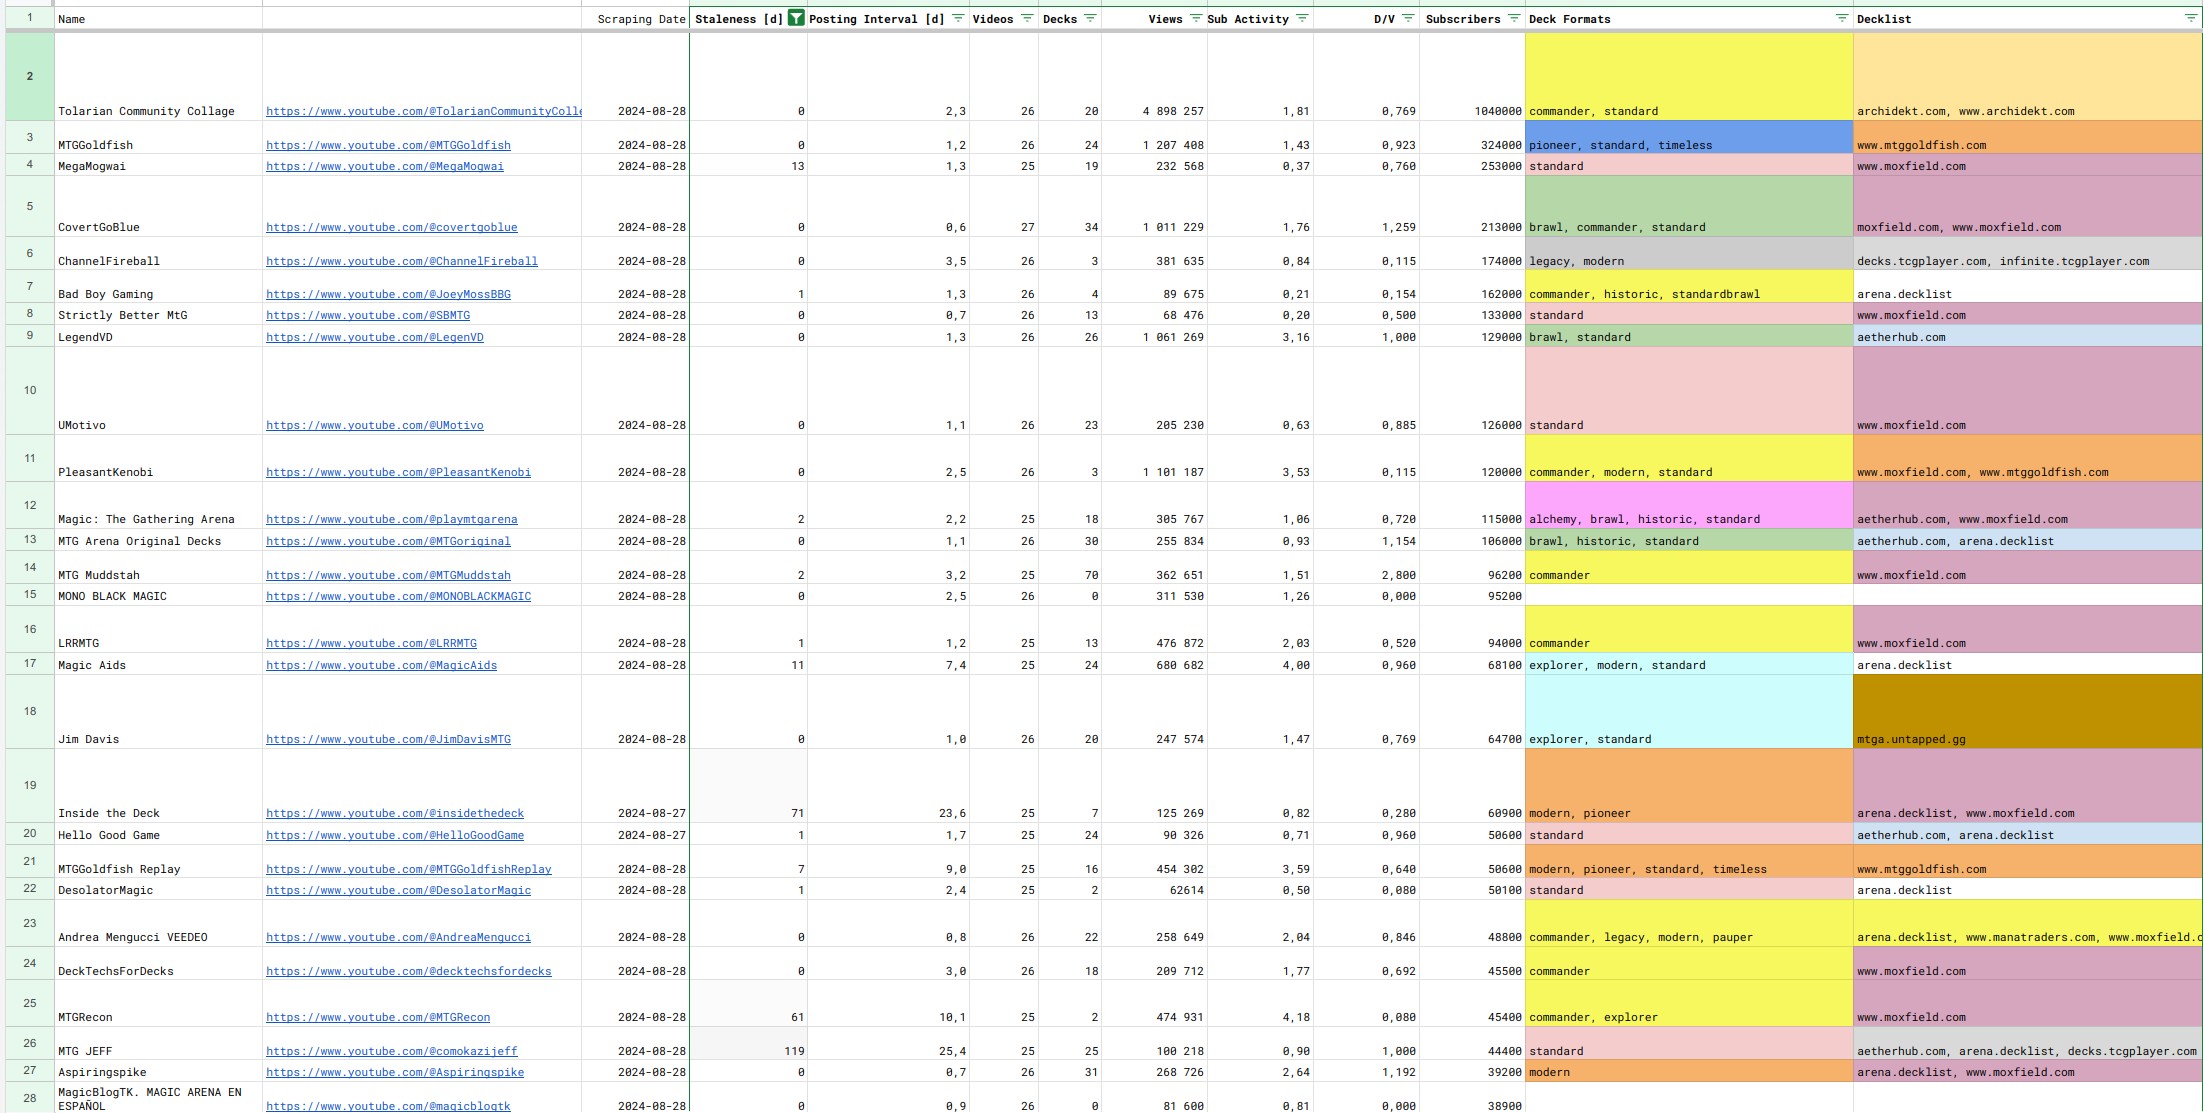 1 Name Scraping Date Staleness [d] Posting Interval [d] Videos Decks Views Sub Activity D/V Subscribers Deck Formats Decklist
2 Tolarian Community Collage https://www.youtube.com/@TolarianCommunityColle 2024-08-28 0 2,3 26 20 4 898 257 1,81 0,769 1040000 commander, standard archidekt.com, www.archidekt.com
3 MTGGoldfish https://www.youtube.com/@MTGGoldfish 2024-08-28 0 1,2 26 24 1 207 408 1,43 0,923 324000 pioneer, standard, timeless www.mtggoldfish.com
4 MegaMogwai https://www.youtube.com/@MegaMogwai 2024-08-28 13 1,3 25 19 232 568 0,37 0,760 253000 standard www.moxfield.com
5 CovertGoBlue https://www.youtube.com/@covertgoblue 2024-08-28 0 0,6 27 34 1 011 229 1,76 1,259 213000 brawl, commander, standard moxfield.com, www.moxfield.com
6 ChannelFireball https://www.youtube.com/@ChannelFireball 2024-08-28 0 3,5 26 3 381 635 0,84 0,115 174000 legacy, modern decks.tcgplayer.com, infinite.tcgplayer.com
7 Bad Boy Gaming https://www.youtube.com/@JoeyMossBBG 2024-08-28 1 1,3 26 4 89 675 0,21 0,154 162000 commander, historic, standardbrawl arena.decklist
8 Strictly Better MtG https://www.youtube.com/@SBMTG 2024-08-28 0 0,7 26 13 68 476 0,20 0,500 133000 standard www.moxfield.com
9 LegendVD https://www.youtube.com/@LegenVD 2024-08-28 0 1,3 26 26 1 061 269 3,16 1,000 129000 brawl, standard aetherhub.com
10 UMotivo https://www.youtube.com/@UMotivo 2024-08-28 0 1,1 26 23 205 230 0,63 0,885 126000 standard www.moxfield.com
11 PleasantKenobi https://www.youtube.com/@PleasantKenobi 2024-08-28 0 2,5 26 3 1 101 187 3,53 0,115 120000 commander, modern, standard www.moxfield.com, www.mtggoldfish.com
12 Magic: The Gathering Arena https://www.youtube.com/@playmtgarena 2024-08-28 2 2,2 25 18 305 767 1,06 0,720 115000 alchemy, brawl, historic, standard aetherhub.com, www.moxfield.com
13 MTG Arena Original Decks https://www.youtube.com/@MTGoriginal 2024-08-28 0 1,1 26 30 255 834 0,93 1,154 106000 brawl, historic, standard aetherhub.com, arena.decklist
14 MTG Muddstah https://www.youtube.com/@MTGMuddstah 2024-08-28 2 3,2 25 70 362 651 1,51 2,800 96200 commander www.moxfield.com
15 MONO BLACK MAGIC https://www.youtube.com/@MONOBLACKMAGIC 2024-08-28 0 2,5 26 0 311 530 1,26 0,000 95200
16 LRRMTG https://www.youtube.com/@LRRMTG 2024-08-28 1 1,2 25 13 476 872 2,03 0,520 94000 commander www.moxfield.com
17 Magic Aids https://www.youtube.com/@MagicAids 2024-08-28 11 7,4 25 24 680 682 4,00 0,960 68100 explorer, modern, standard arena.decklist
18 Jim Davis https://www.youtube.com/@JimDavisMTG 2024-08-28 0 1,0 26 20 247 574 1,47 0,769 64700 explorer, standard mtga.untapped.gg
19 Inside the Deck https://www.youtube.com/@insidethedeck 2024-08-27 71 23,6 25 7 125 269 0,82 0,280 60900 modern, pioneer arena.decklist, www.moxfield.com
20 Hello Good Game https://www.youtube.com/@HelloGoodGame 2024-08-27 1 1,7 25 24 90 326 0,71 0,960 50600 standard aetherhub.com, arena.decklist
21 MTGGoldfish Replay https://www.youtube.com/@MTGGoldfishReplay 2024-08-28 7 9,0 25 16 454 302 3,59 0,640 50600 modern, pioneer, standard, timeless www.mtggoldfish.com
22 DesolatorMagic https://www.youtube.com/@DesolatorMagic 2024-08-28 1 2,4 25 2 62614 0,50 0,080 50100 standard arena.decklist
23 Andrea Mengucci VEEDEO https://www.youtube.com/@AndreaMengucci 2024-08-28 0 0,8 26 22 258 649 2,04 0,846 48800 commander, legacy, modern, pauper arena.decklist, www.manatraders.com, www.moxfield.c
24 DeckTechsForDecks https://www.youtube.com/@decktechsfordecks 2024-08-28 0 3,0 26 18 209 712 1,77 0,692 45500 commander www.moxfield.com
25 MTGRecon https://www.youtube.com/@MTGRecon 2024-08-28 61 10,1 25 2 474 931 4,18 0,080 45400 commander, explorer www.moxfield.com
26 MTG JEFF https://www.youtube.com/@comokazijeff 2024-08-28 119 25,4 25 25 100 218 0,90 1,000 44400 standard aetherhub.com, arena.decklist, decks.tcgplayer.com
27 Aspiringspike https://www.youtube.com/@Aspiringspike 2024-08-28 0 0,7 26 31 268 726 2,64 1,192 39200 modern arena.decklist, www.moxfield.com
28 MagicBlogTK. MAGIC ARENA EN
ESPAÑOL https://www.youtube.com/@magicblogtk 2024-08-28 0 0,9 26 0 81 600 0,81 0,000 38900